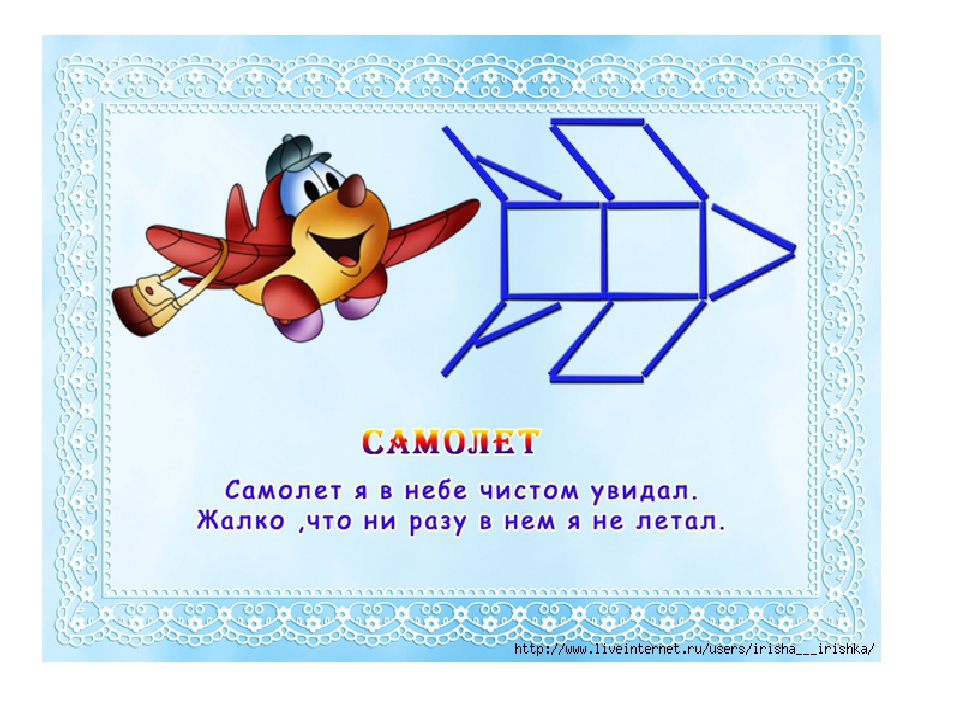 САМОЛЕТ
Самолет я в небе чистом увидал.
Жалко ,что ни разу в нем я не летал.
http://www.liveinternet.ru/users/irisha___irishka/